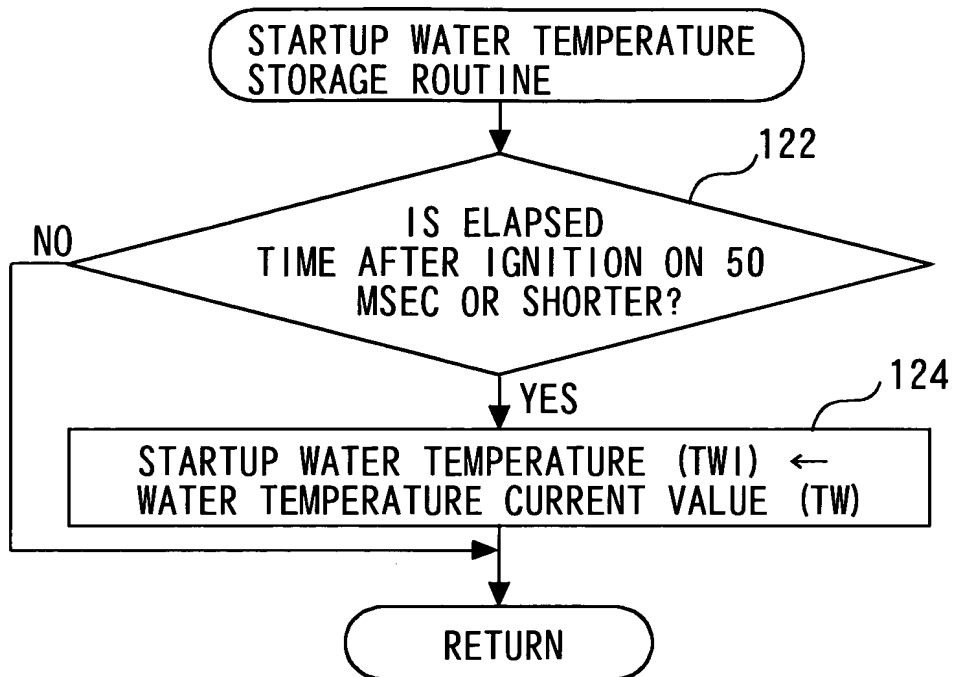 STARTUP WATER TEMPERATURE
STORAGE ROUTINE
122
IS ELAPSED
TIME AFTER IGNITION ON 50
MSEC OR SHORTER?
NO
YES
124
STARTUP WATER TEMPERATURE (TWI) ←
WATER TEMPERATURE CURRENT VALUE (TW)
RETURN